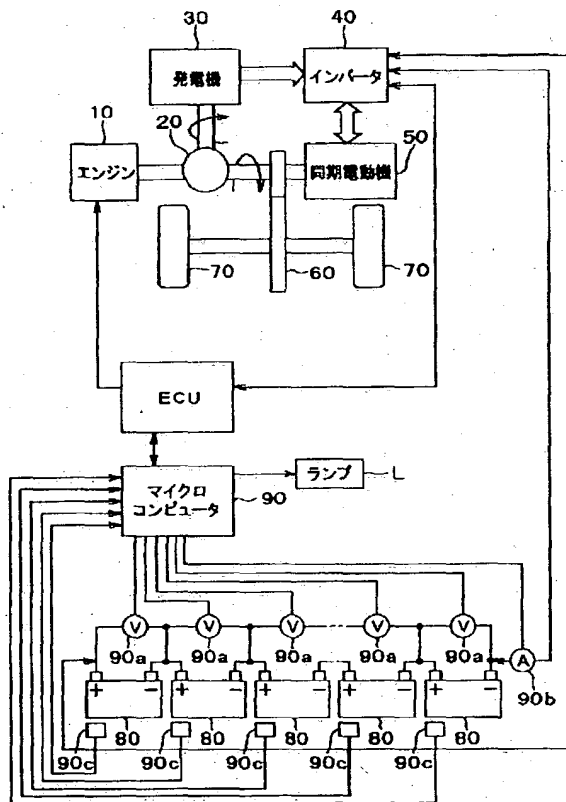 30
40
発電機
インバータ
10
20
50
エンジン
同期電動機
70
60
70
ECU
マイクロ
コンピュータ
90
ランプ
L
V
V
V
V
V
A
90a
90a
90a
90a
90a
90b
+ -
+ -
+ -
+ -
+ -
80
80
80
80
80
90c
90c
90c
90c
90c